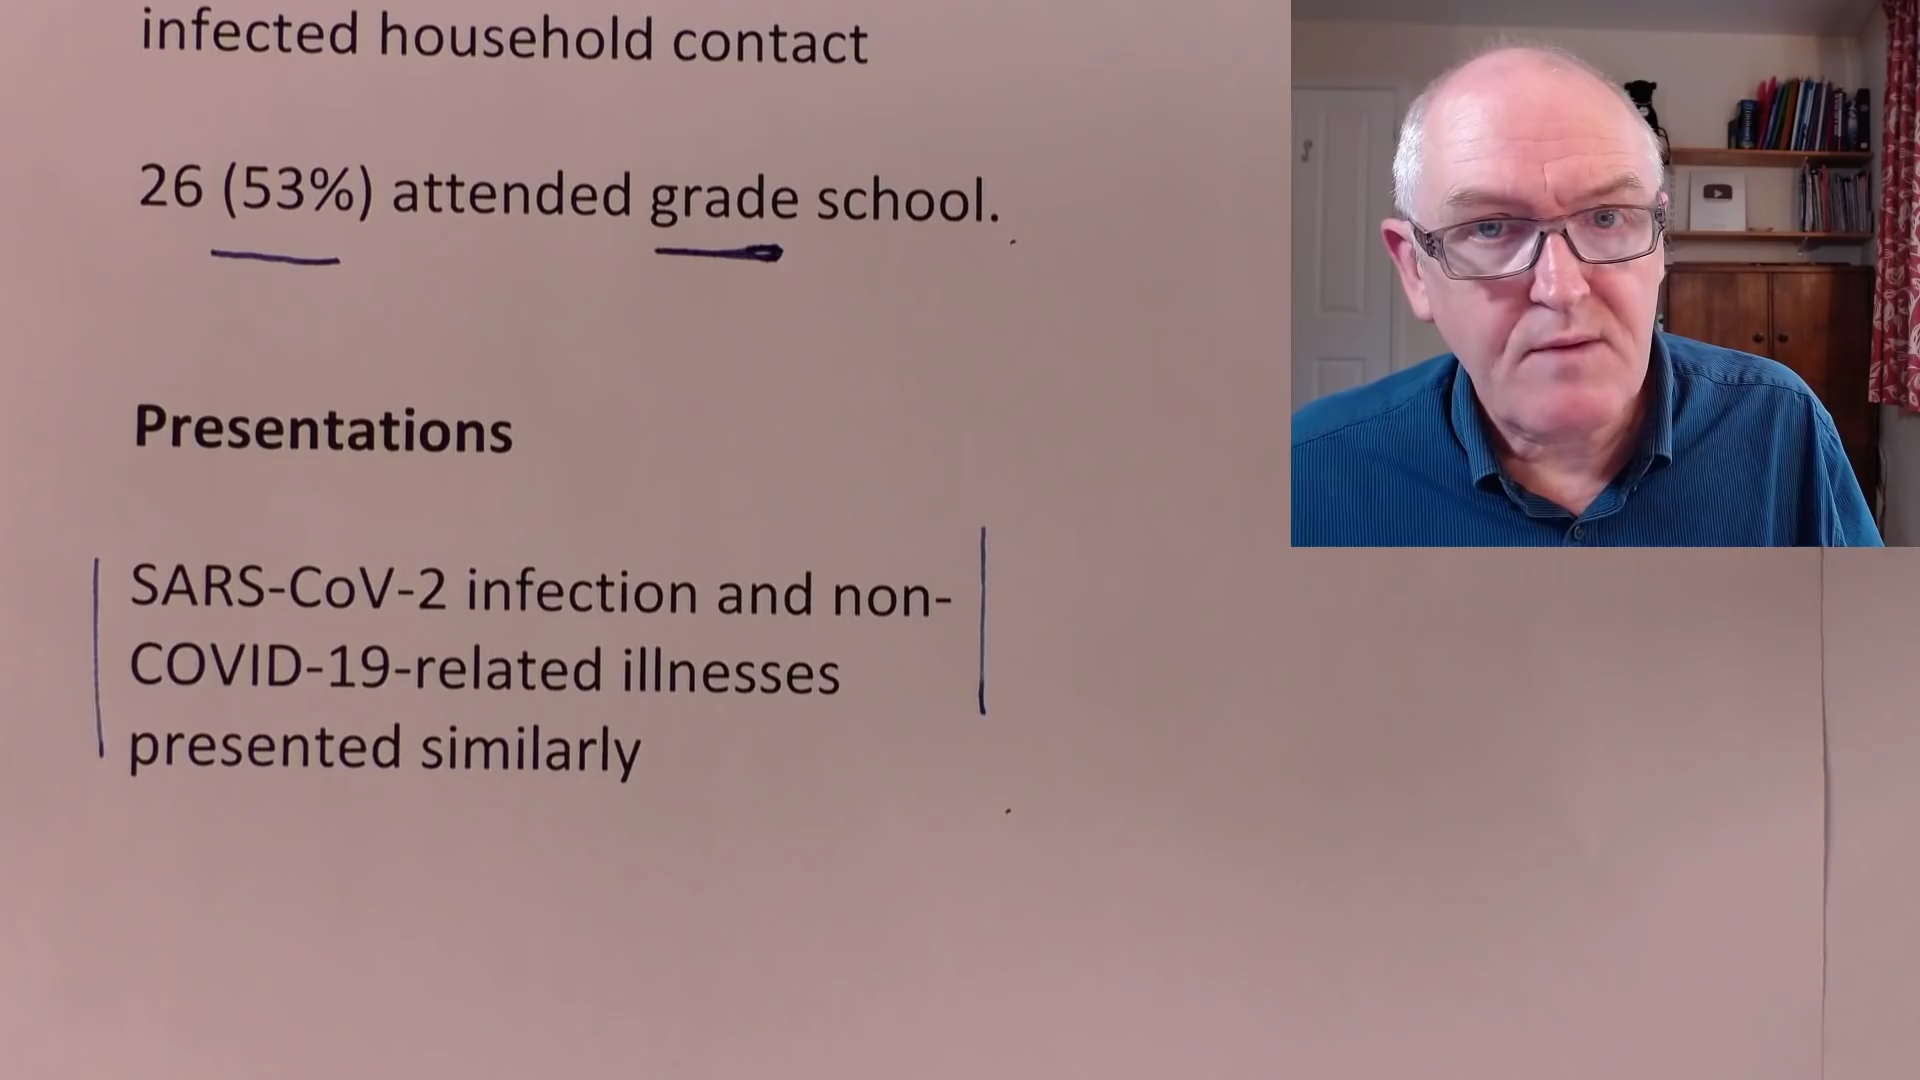 infected household contact
26 (53%) attended grade school.
Presentations
SARS-CoV-2 infection and non-
COVID-19-related illnesses
presented similarly